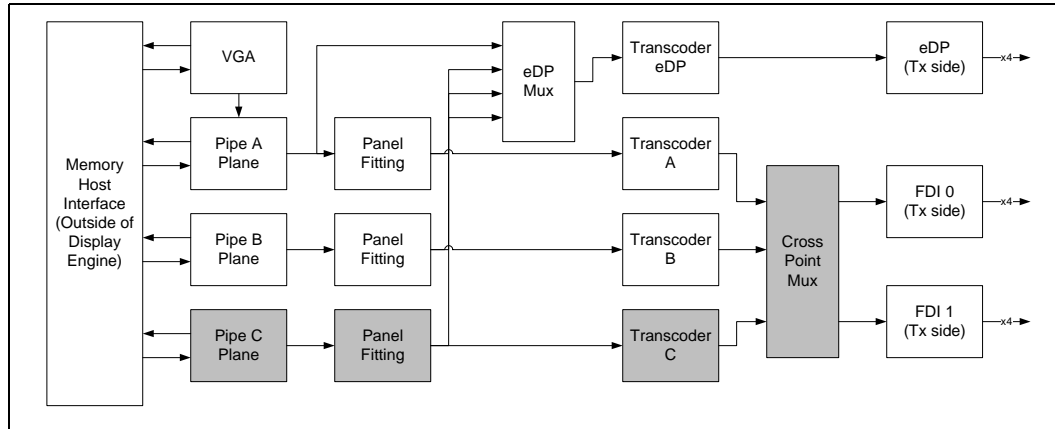 VGA
eDP
Mux
Transcoder
eDP
eDP
(Tx side)
x4
Memory
Host
Interface
(Outside of
Display
Engine)
Pipe A
Plane
Panel
Fitting
Transcoder
A
Pipe B
Plane
Panel
Fitting
Transcoder
B
Pipe C
Plane
Panel
Fitting
Transcoder
C
Cross
Point
Mux
FDI 0
(Tx side)
x4
FDI 1
(Tx side)
x4